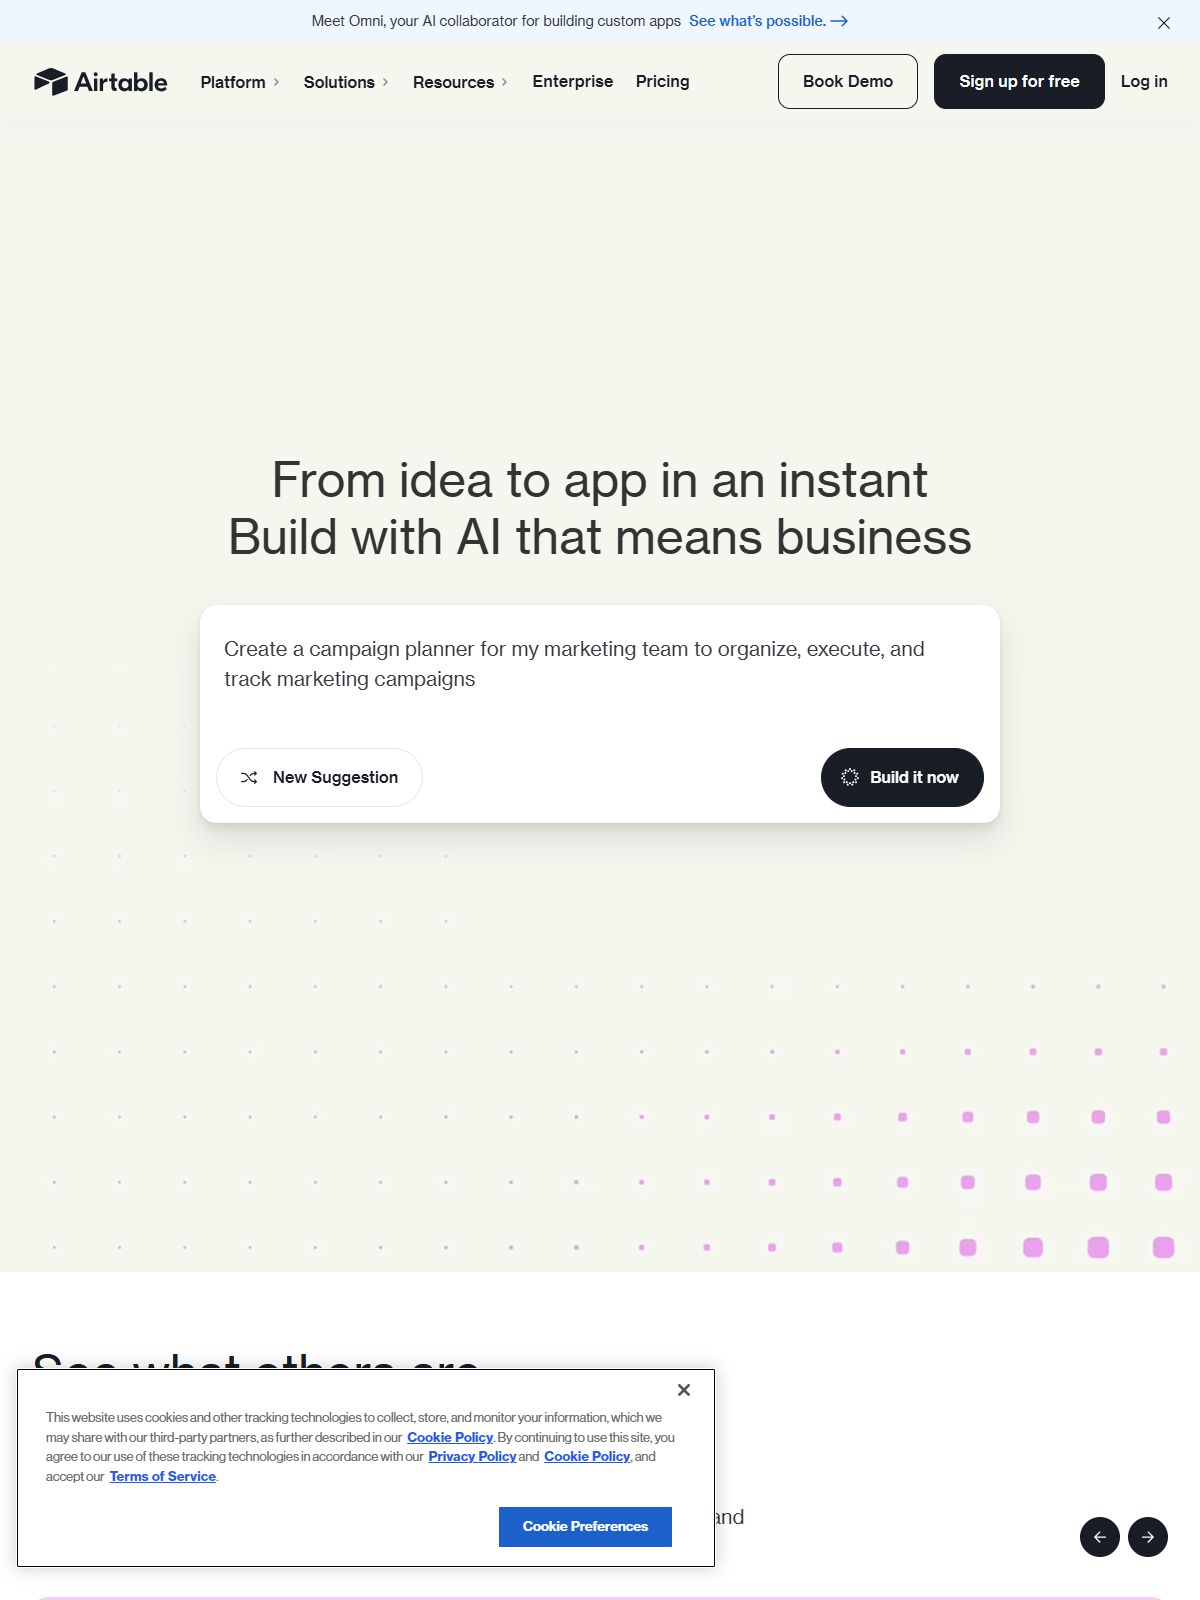 Meet Omni, your AI collaborator for building custom apps See what's possible. →
Airtable
Platform
Solutions
Resources
Enterprise
Pricing
Book Demo
Sign up for free
Log in
From idea to app in an instant
Build with AI that means business
Create a campaign planner for my marketing team to organize, execute, and
track marketing campaigns
New Suggestion
Build it now
See what others are
This website uses cookies and other tracking technologies to collect, store, and monitor your information, which we
may share with our third-party partners, as further described in our Cookie Policy. By continuing to use this site, you
agree to our use of these tracking technologies in accordance with our Privacy Policy and Cookie Policy, and
accept our Terms of Service.
Cookie Preferences
and